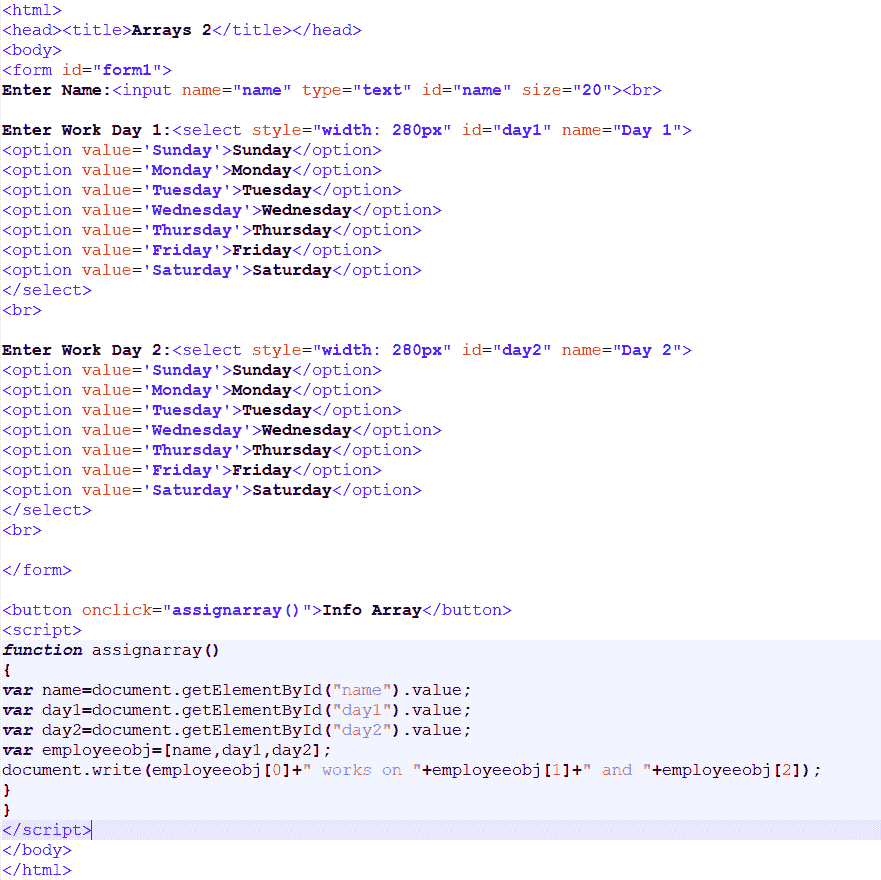 <html>
<head><title>Arrays 2</title></head>
<body>
<form id="form1">
Enter Name:<input name="name" type="text" id="name" size="20"><br>
Enter Work Day 1:<select style="width: 280px" id="day1" name="Day 1">
<option value='Sunday'>Sunday</option>
<option value='Monday'>Monday</option>
<option value='Tuesday'>Tuesday</option>
<option value='Wednesday'>Wednesday</option>
<option value='Thursday'>Thursday</option>
<option value='Friday'>Friday</option>
<option value='Saturday'>Saturday</option>
</select>
<br>
Enter Work Day 2:<select style="width: 280px" id="day2" name="Day 2">
<option value='Sunday'>Sunday</option>
<option value='Monday'>Monday</option>
<option value='Tuesday'>Tuesday</option>
<option value='Wednesday'>Wednesday</option>
<option value='Thursday'>Thursday</option>
<option value='Friday'>Friday</option>
<option value='Saturday'>Saturday</option>
</select>
<br>
</form>
<button onclick="assignarray()">Info Array</button>
<script>
function assignarray()
{
var name=document.getElementById("name").value;
var day1=document.getElementById("day1").value;
var day2=document.getElementById("day2").value;
var employeeobj=[name,day1,day2];
document.write(employeeobj[0]+" works on "+employeeobj[1]+" and "+employeeobj[2]);
}
}
</script>
</body>
</html>